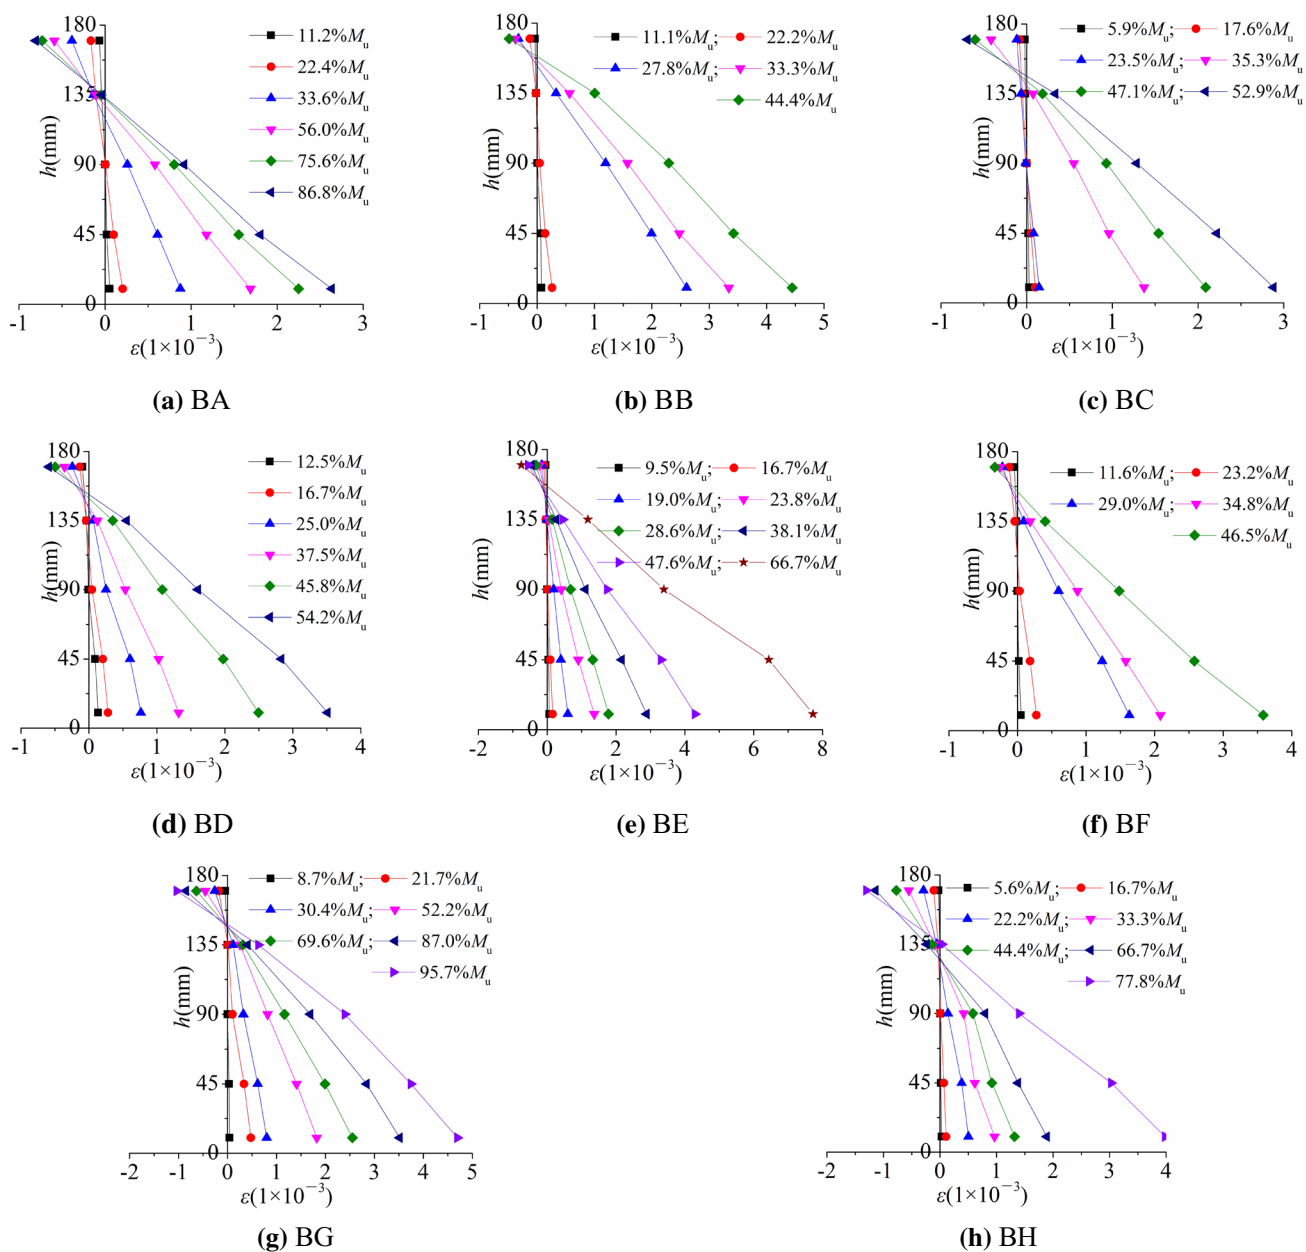 180
135
90
45
0
h(mm)
11.2%Mu
22.4%Mu
33.6%Mu
56.0%Mu
75.6%Mu
86.8%Mu
-1 0 1 2 3
ε(1×10−3)
(a) BA
180
135
90
45
0
h(mm)
11.1%Mu; 22.2%Mu
27.8%Mu; 33.3%Mu
44.4%Mu
-1 0 1 2 3 4 5
ε(1×10−3)
(b) BB
180
135
90
45
0
h(mm)
5.9%Mu; 17.6%Mu
23.5%Mu; 35.3%Mu
47.1%Mu; 52.9%Mu
-1 0 1 2 3
ε(1×10−3)
(c) BC
180
135
90
45
0
h(mm)
12.5%Mu
16.7%Mu
25.0%Mu
37.5%Mu
45.8%Mu
54.2%Mu
-1 0 1 2 3 4
ε(1×10−3)
(d) BD
180
135
90
45
0
h(mm)
9.5%Mu; 16.7%Mu
19.0%Mu; 23.8%Mu
28.6%Mu; 38.1%Mu
47.6%Mu; 66.7%Mu
-2 0 2 4 6 8
ε(1×10−3)
(e) BE
180
135
90
45
0
h(mm)
11.6%Mu; 23.2%Mu
29.0%Mu; 34.8%Mu
46.5%Mu
-1 0 1 2 3 4
ε(1×10−3)
(f) BF
180
135
90
45
0
h(mm)
8.7%Mu; 21.7%Mu
30.4%Mu; 52.2%Mu
69.6%Mu; 87.0%Mu
95.7%Mu
-2 -1 0 1 2 3 4 5
ε(1×10−3)
(g) BG
180
135
90
45
0
h(mm)
5.6%Mu; 16.7%Mu
22.2%Mu; 33.3%Mu
44.4%Mu; 66.7%Mu
77.8%Mu
-2 -1 0 1 2 3 4
ε(1×10−3)
(h) BH